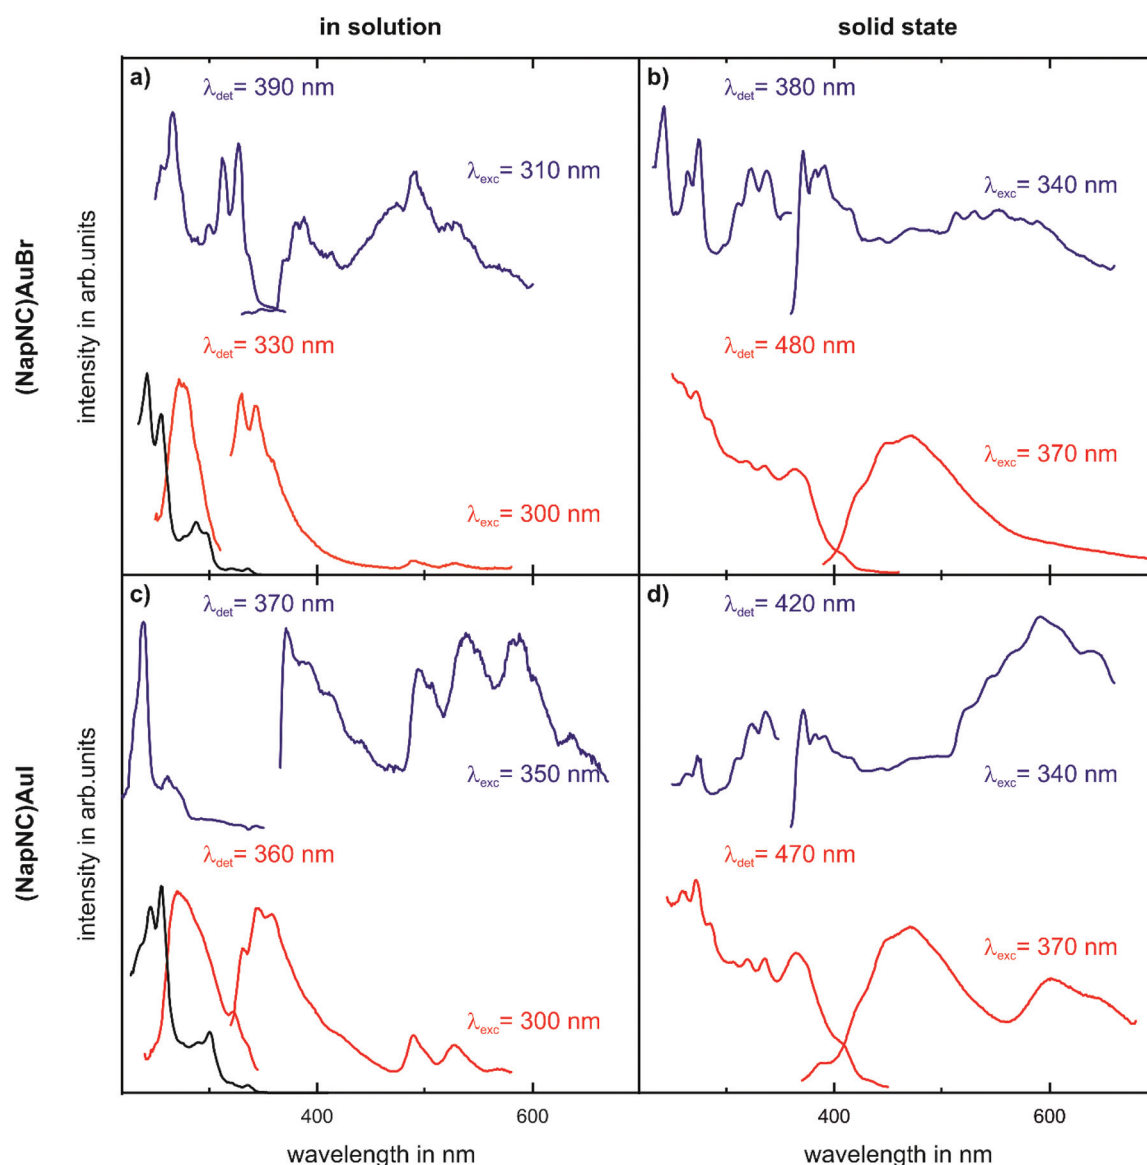 in solution
solid state
(NapNC)AuBr
intensity in arb.units
a)
λdet= 390 nm
λexc= 310 nm
λdet= 330 nm
λexc= 300 nm
b)
λdet= 380 nm
λexc= 340 nm
λdet= 480 nm
λexc= 370 nm
(NapNC)AuI
intensity in arb.units
c)
λdet= 370 nm
λexc= 350 nm
λdet= 360 nm
λexc= 300 nm
d)
λdet= 420 nm
λexc= 340 nm
λdet= 470 nm
λexc= 370 nm
400 600
400 600
wavelength in nm
wavelength in nm